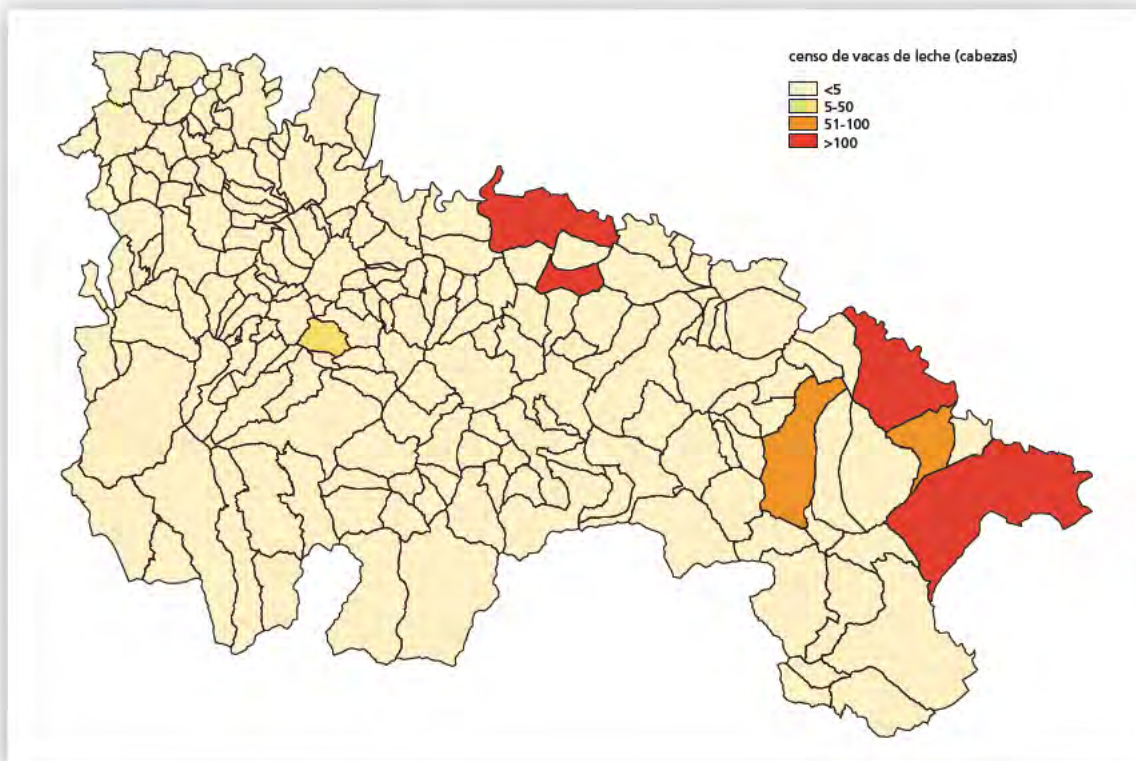 censo de vacas de leche (cabezas)
<5
5-50
51-100
>100